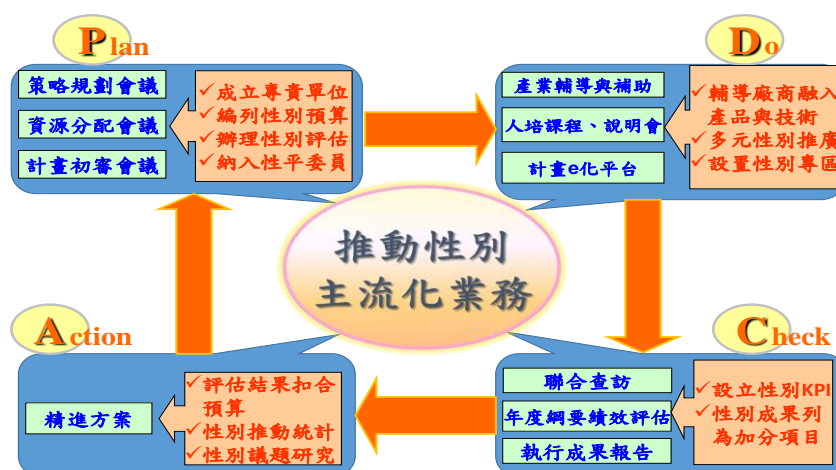 Plan
策略規劃會議
資源分配會議
計畫初審會議
✓成立專責單位
✓編列性別預算
✓辦理性別評估
✓納入性平委員
Do
產業輔導與補助
人培課程、說明會
計畫e化平台
✓輔導廠商融入
產品與技術
✓多元性別推廣
✓設置性別專區
推動性別
主流化業務
Action
精進方案
✓評估結果扣合
預算
✓性別推動統計
✓性別議題研究
Check
聯合查訪
年度綱要績效評估
執行成果報告
✓設立性別KPI
✓性別成果列
為加分項目